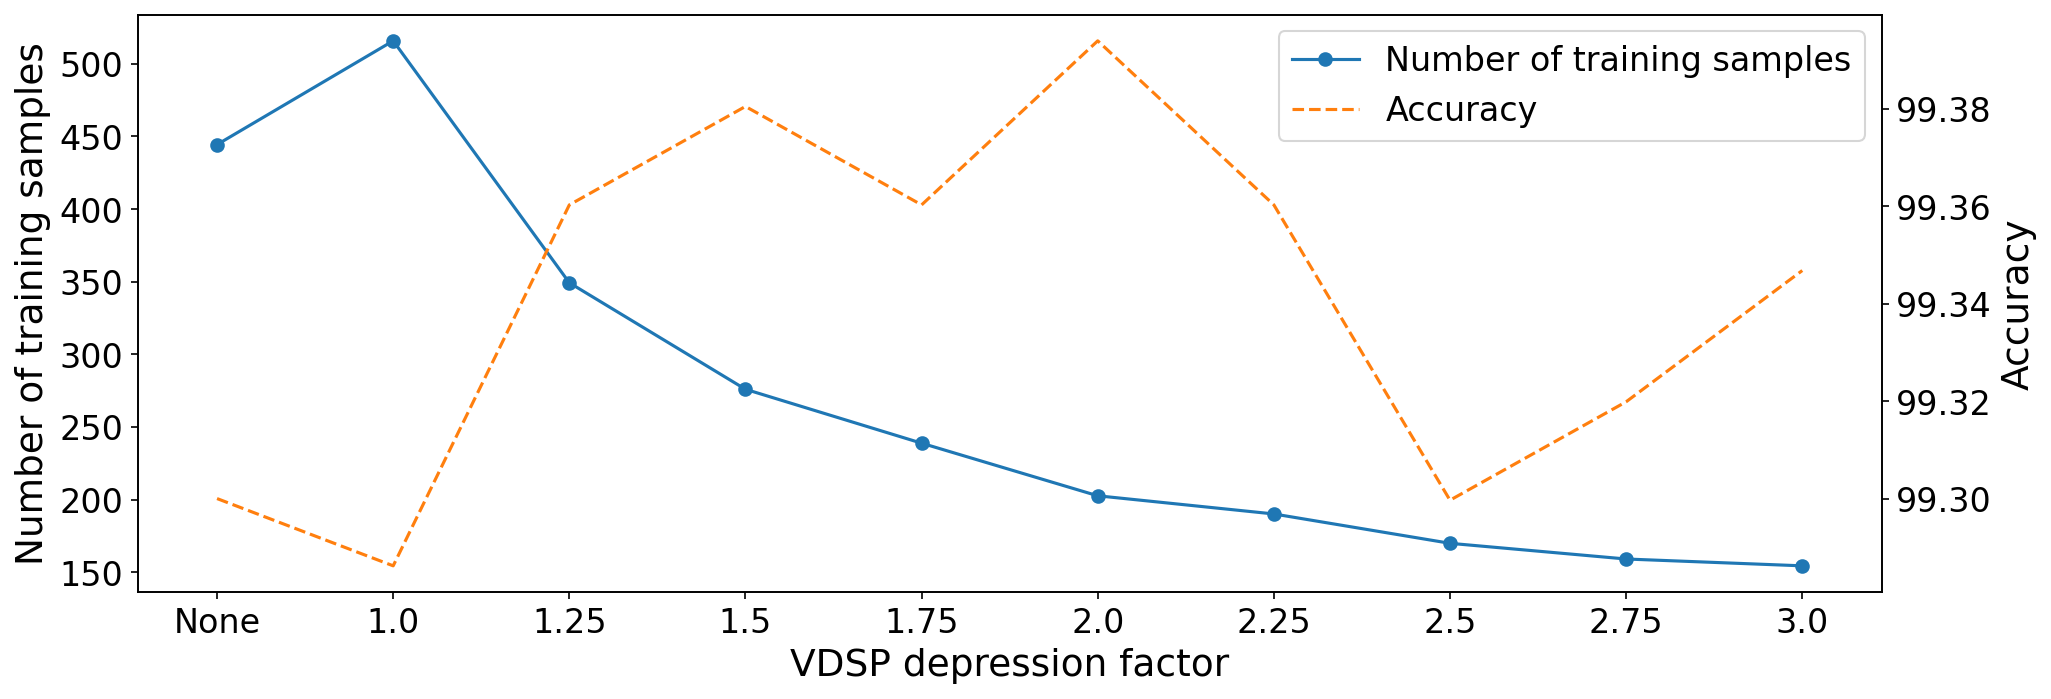 Number of training samples
500
450
400
350
300
250
200
150
None 1.0 1.25 1.5 1.75 2.0 2.25 2.5 2.75 3.0
VDSP depression factor
Number of training samples
Accuracy
99.38
99.36
99.34
99.32
99.30
Accuracy